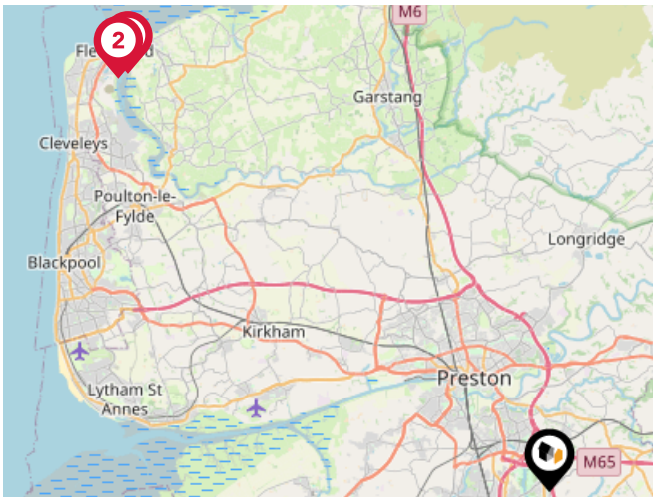 M6
2
Garstang
Cleveleys
Poulton-le-
Fylde
Longridge
Blackpool
Kirkham
Preston
Lytham St
Annes
M65